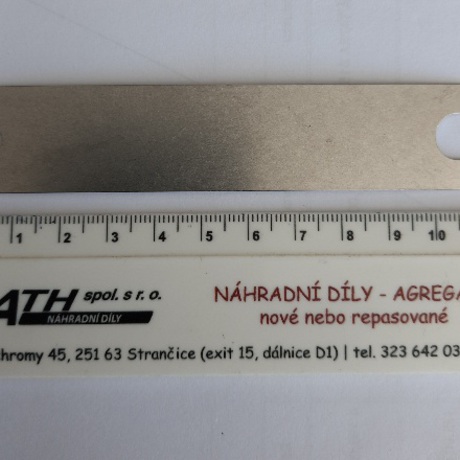 1 2 3 4 5 6 7 8 9 10
ATH spol. s r. o.
NÁHRADNÍ DÍLY
NÁHRADNÍ DÍLY - AGREGA
nové nebo repasované
chromy 45, 251 63 Strančice (exit 15, dálnice D1) | tel. 323 642 03